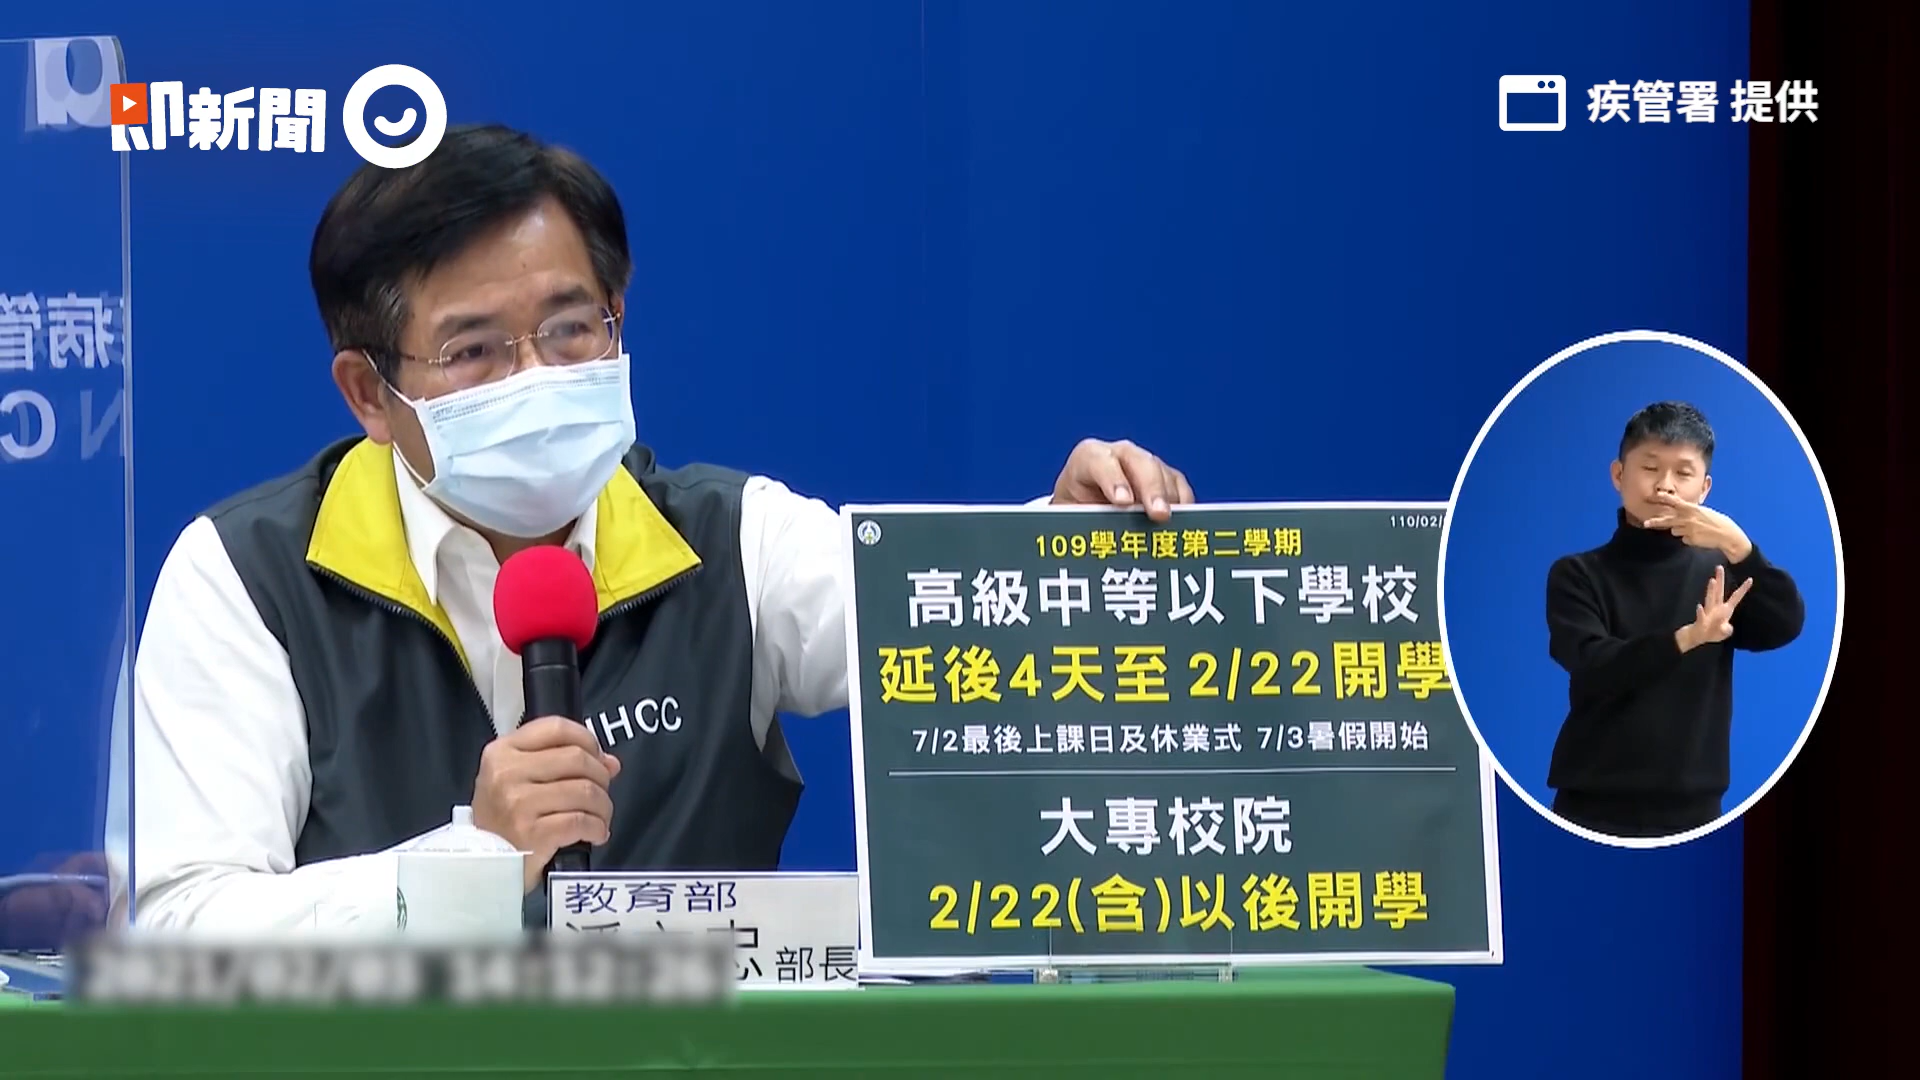 即新聞
疾管署 提供
110/02/
109學年度第二學期
高級中等以下學校
延後4天至2/22開學
7/2最後上課日及休業式 7/3暑假開始
大專校院
2/22(含)以後開學
HCC
教育部
部長